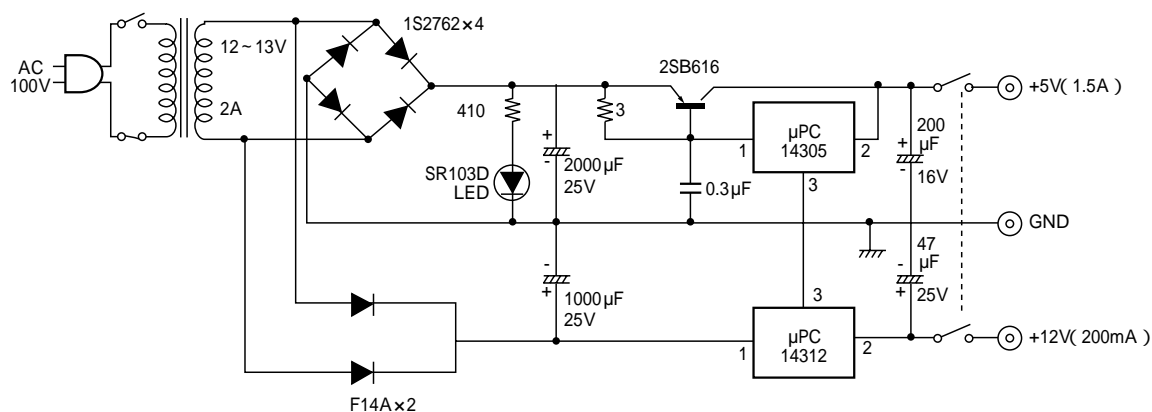 1S2762×4
AC
100V
12~13V
2A
410
SR103D
LED
+
-
2000μF
25V
3
2SB616
0.3μF
1
μPC
14305
2
3
200
μF
16V
+
-
+5V(1.5A)
GND
-
+
1000μF
25V
3
1
μPC
14312
2
47
μF
25V
-
+
+12V(200mA)
F14A×2